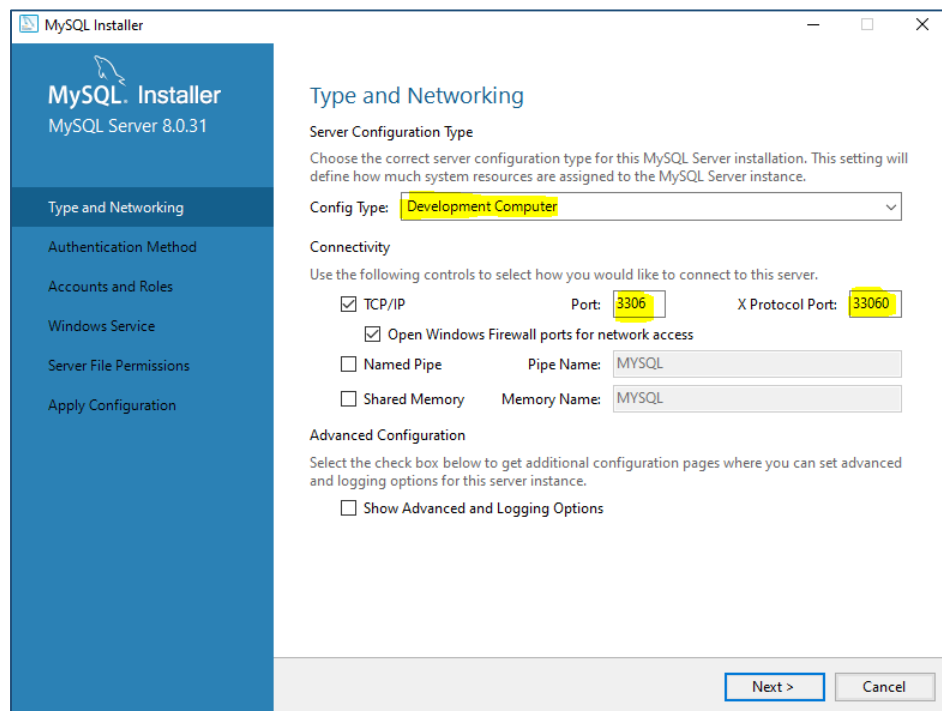 MySQL Installer
MySQL. Installer
MySQL Server 8.0.31
Type and Networking
Authentication Method
Accounts and Roles
Windows Service
Server File Permissions
Apply Configuration
Type and Networking
Server Configuration Type
Choose the correct server configuration type for this MySQL Server installation. This setting will
define how much system resources are assigned to the MySQL Server instance.
Config Type: Development Computer
Connectivity
Use the following controls to select how you would like to connect to this server.
TCP/IP Port: 3306 X Protocol Port: 33060
Open Windows Firewall ports for network access
Named Pipe Pipe Name: MYSQL
Shared Memory Memory Name: MYSQL
Advanced Configuration
Select the check box below to get additional configuration pages where you can set advanced
and logging options for this server instance.
Show Advanced and Logging Options
Next > Cancel